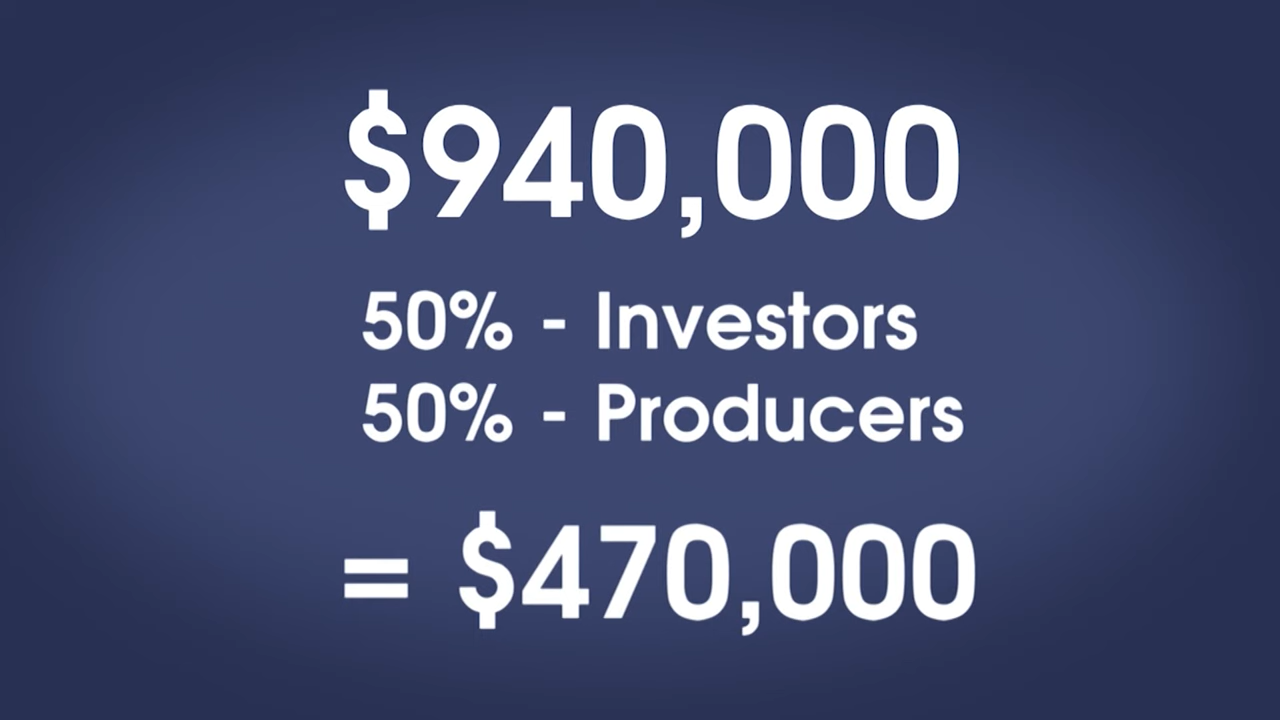 $940,000
50% - Investors
50% - Producers
= $470,000